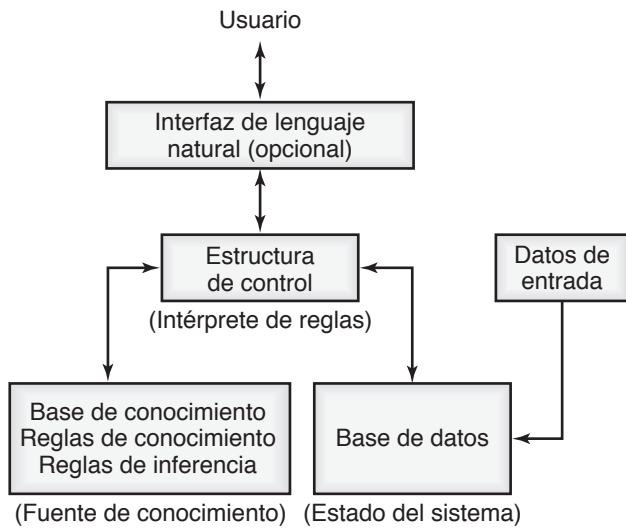 Usuario
Interfaz de lenguaje
natural (opcional)
Estructura
de control
(Intérprete de reglas)
Datos de
entrada
Base de conocimiento
Reglas de conocimiento
Reglas de inferencia
(Fuente de conocimiento)
Base de datos
(Estado del sistema)